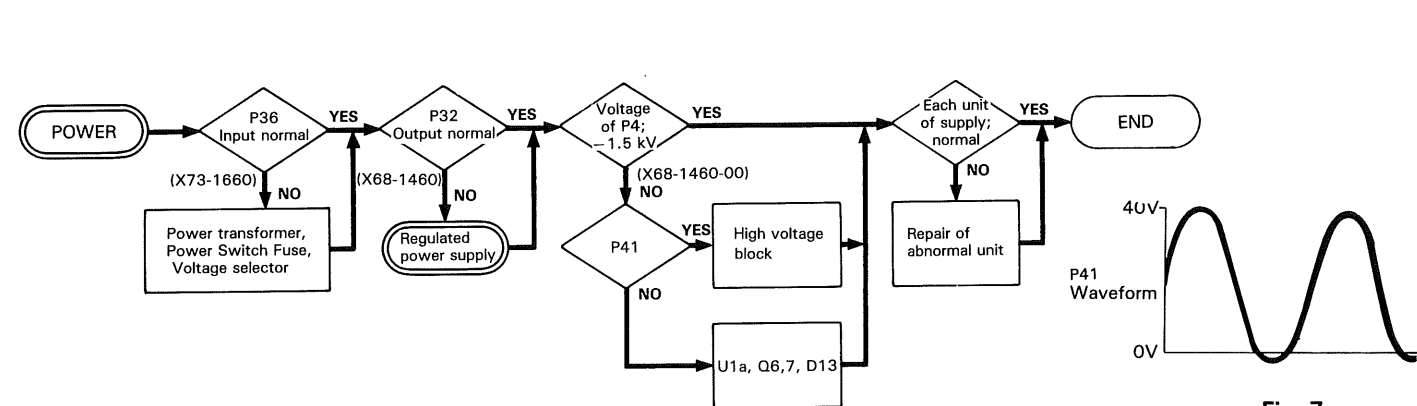 POWER
P36
Input normal
YES
(X73-1660)
NO
Power transformer,
Power Switch Fuse,
Voltage selector
P32
Output normal
YES
(X68-1460)
NO
Regulated
power supply
Voltage
of P4;
−1.5 kV
YES
(X68-1460-00)
NO
P41
YES
High voltage
block
NO
U1a, Q6,7, D13
Each unit
of supply;
normal
YES
NO
Repair of
abnormal unit
END
40V
P41
Waveform
0V